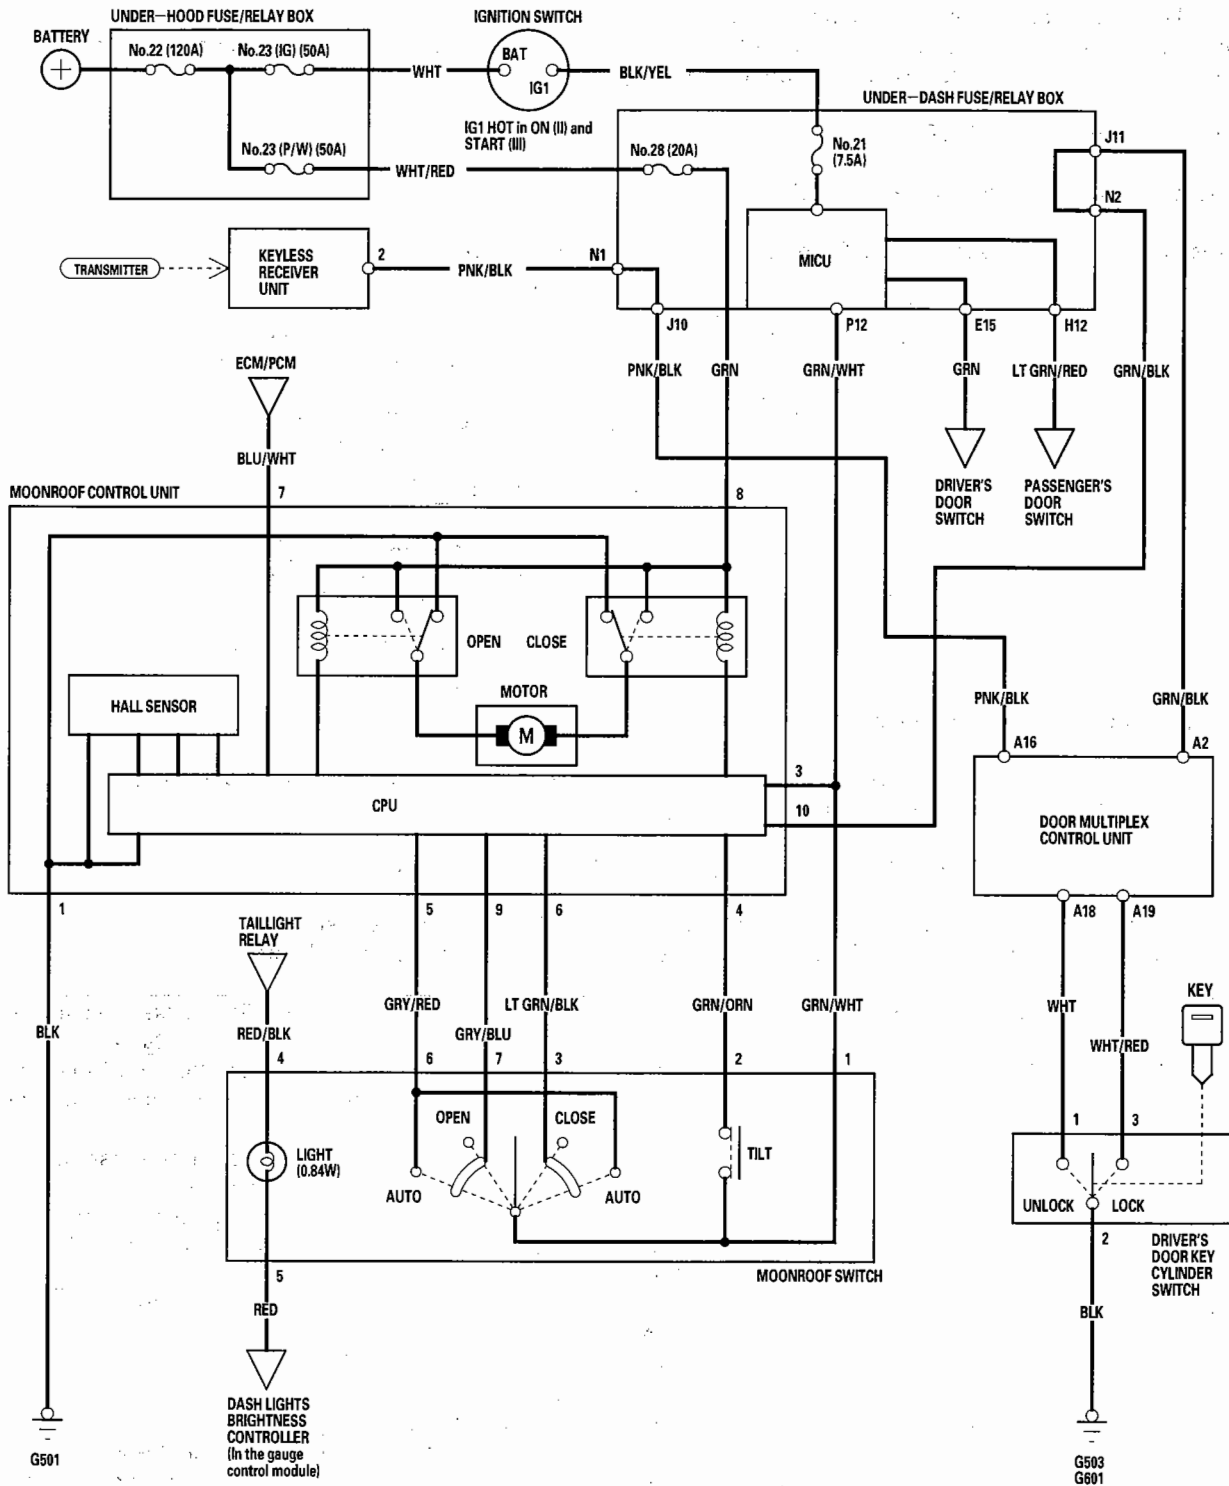 UNDER–HOOD FUSE/RELAY BOX
IGNITION SWITCH
BATTERY
No.22 (120A)
No.23 (IG) (50A)
WHT
BAT
IG1
BLK/YEL
UNDER–DASH FUSE/RELAY BOX
IG1 HOT in ON (II) and
START (III)
No.23 (P/W) (50A)
WHT/RED
No.28 (20A)
No.21
(7.5A)
J11
N2
TRANSMITTER
KEYLESS
RECEIVER
UNIT
2
PNK/BLK
N1
MICU
J10
P12
E15
H12
ECM/PCM
PNK/BLK
GRN
GRN/WHT
GRN
LT GRN/RED
GRN/BLK
BLU/WHT
DRIVER'S
DOOR
SWITCH
PASSENGER'S
DOOR
SWITCH
MOONROOF CONTROL UNIT
7
8
OPEN
CLOSE
HALL SENSOR
MOTOR
M
PNK/BLK
GRN/BLK
A16
A2
CPU
3
10
DOOR MULTIPLEX
CONTROL UNIT
1
5
9
6
4
A18
A19
TAILLIGHT
RELAY
BLK
RED/BLK
GRY/RED
GRY/BLU
LT GRN/BLK
GRN/ORN
GRN/WHT
WHT
WHT/RED
KEY
4
6
7
3
2
1
1
3
LIGHT
(0.84W)
OPEN
CLOSE
AUTO
AUTO
TILT
UNLOCK
LOCK
5
MOONROOF SWITCH
2
DRIVER'S
DOOR KEY
CYLINDER
SWITCH
RED
BLK
DASH LIGHTS
BRIGHTNESS
CONTROLLER
(In the gauge
control module)
G501
G503
G601